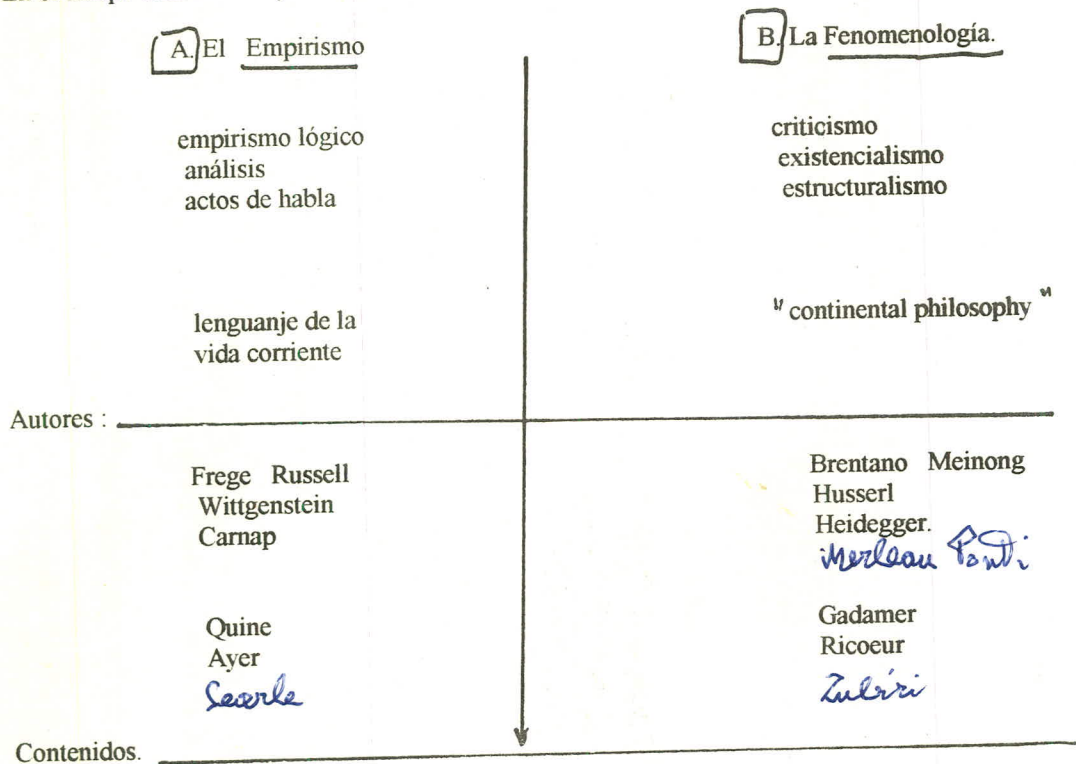 A. El Empirismo
B. La Fenomenología.
empirismo lógico
análisis
actos de habla
criticismo
existencialismo
estructuralismo
lenguanje de la
vida corriente
" continental philosophy "
Autores :
Frege Russell
Wittgenstein
Carnap
Brentano Meinong
Husserl
Heidegger.
Merleau Ponti
Quine
Ayer
Searle
Gadamer
Ricoeur
Zubiri
Contenidos.